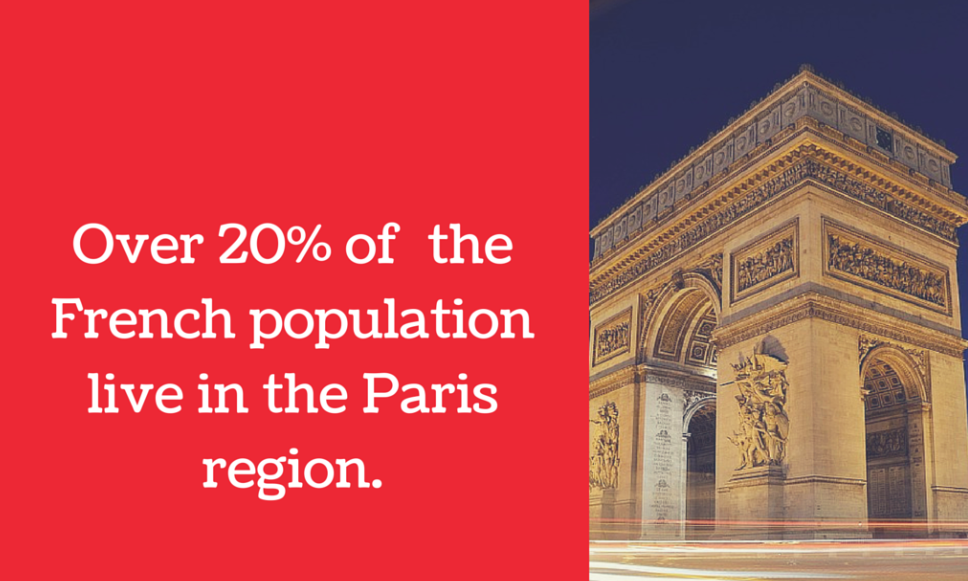 Over 20% of  the
French population
live in the Paris
region.